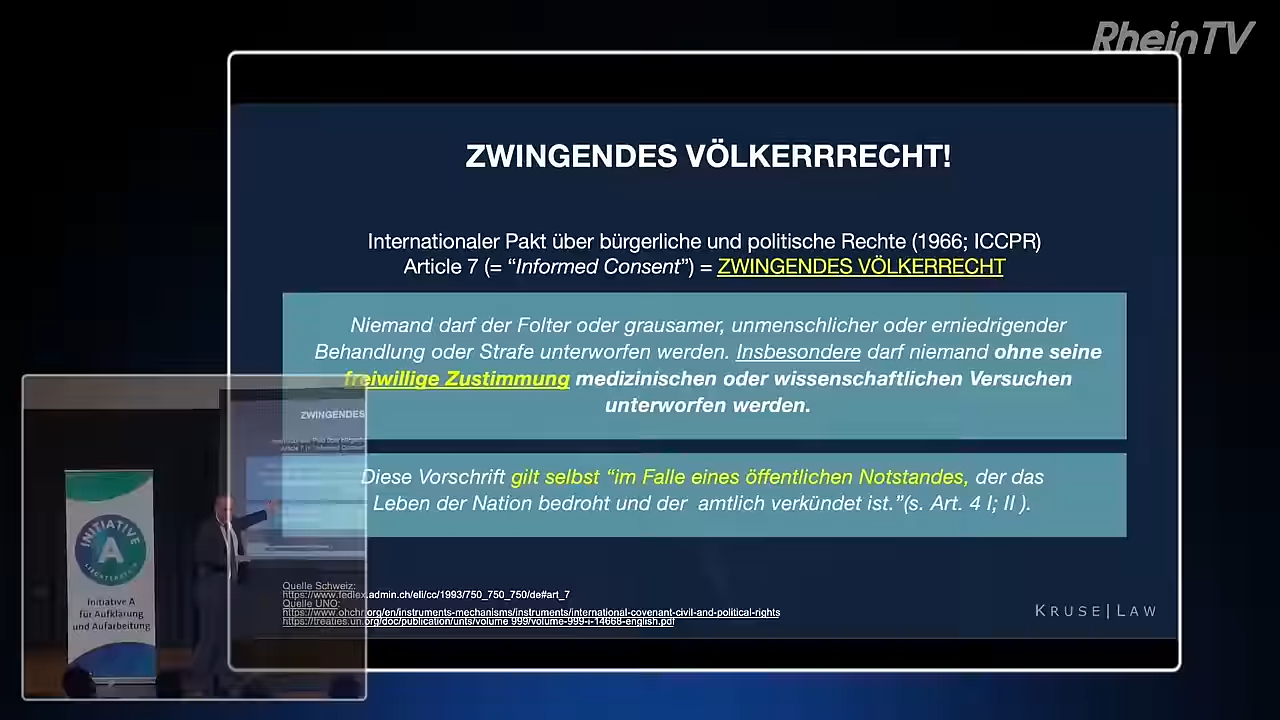 RheinTV
ZWINGENDES VÖLKERRRECHT!
Internationaler Pakt über bürgerliche und politische Rechte (1966; ICCPR)
Article 7 (= “Informed Consent”) = ZWINGENDES VÖLKERRECHT
Niemand darf der Folter oder grausamer, unmenschlicher oder erniedrigender
Behandlung oder Strafe unterworfen werden. Insbesondere darf niemand ohne seine
freiwillige Zustimmung medizinischen oder wissenschaftlichen Versuchen
unterworfen werden.
Diese Vorschrift gilt selbst “im Falle eines öffentlichen Notstandes, der das
Leben der Nation bedroht und der amtlich verkündet ist.”(s. Art. 4 I; II ).
Quelle Schweiz:
https://www.fedlex.admin.ch/eli/cc/1993/750_750_750/de#art_7
Quelle UNO:
https://www.ohchr.org/en/instruments-mechanisms/instruments/international-covenant-civil-and-political-rights
https://treaties.un.org/doc/publication/unts/volume 999/volume-999-i-14668-english.pdf
KRUSE|LAW
ZWINGENDES
INITIATIVE
A
LIECHTENSTEIN
Initiative A
für Aufklärung
und Aufarbeitung